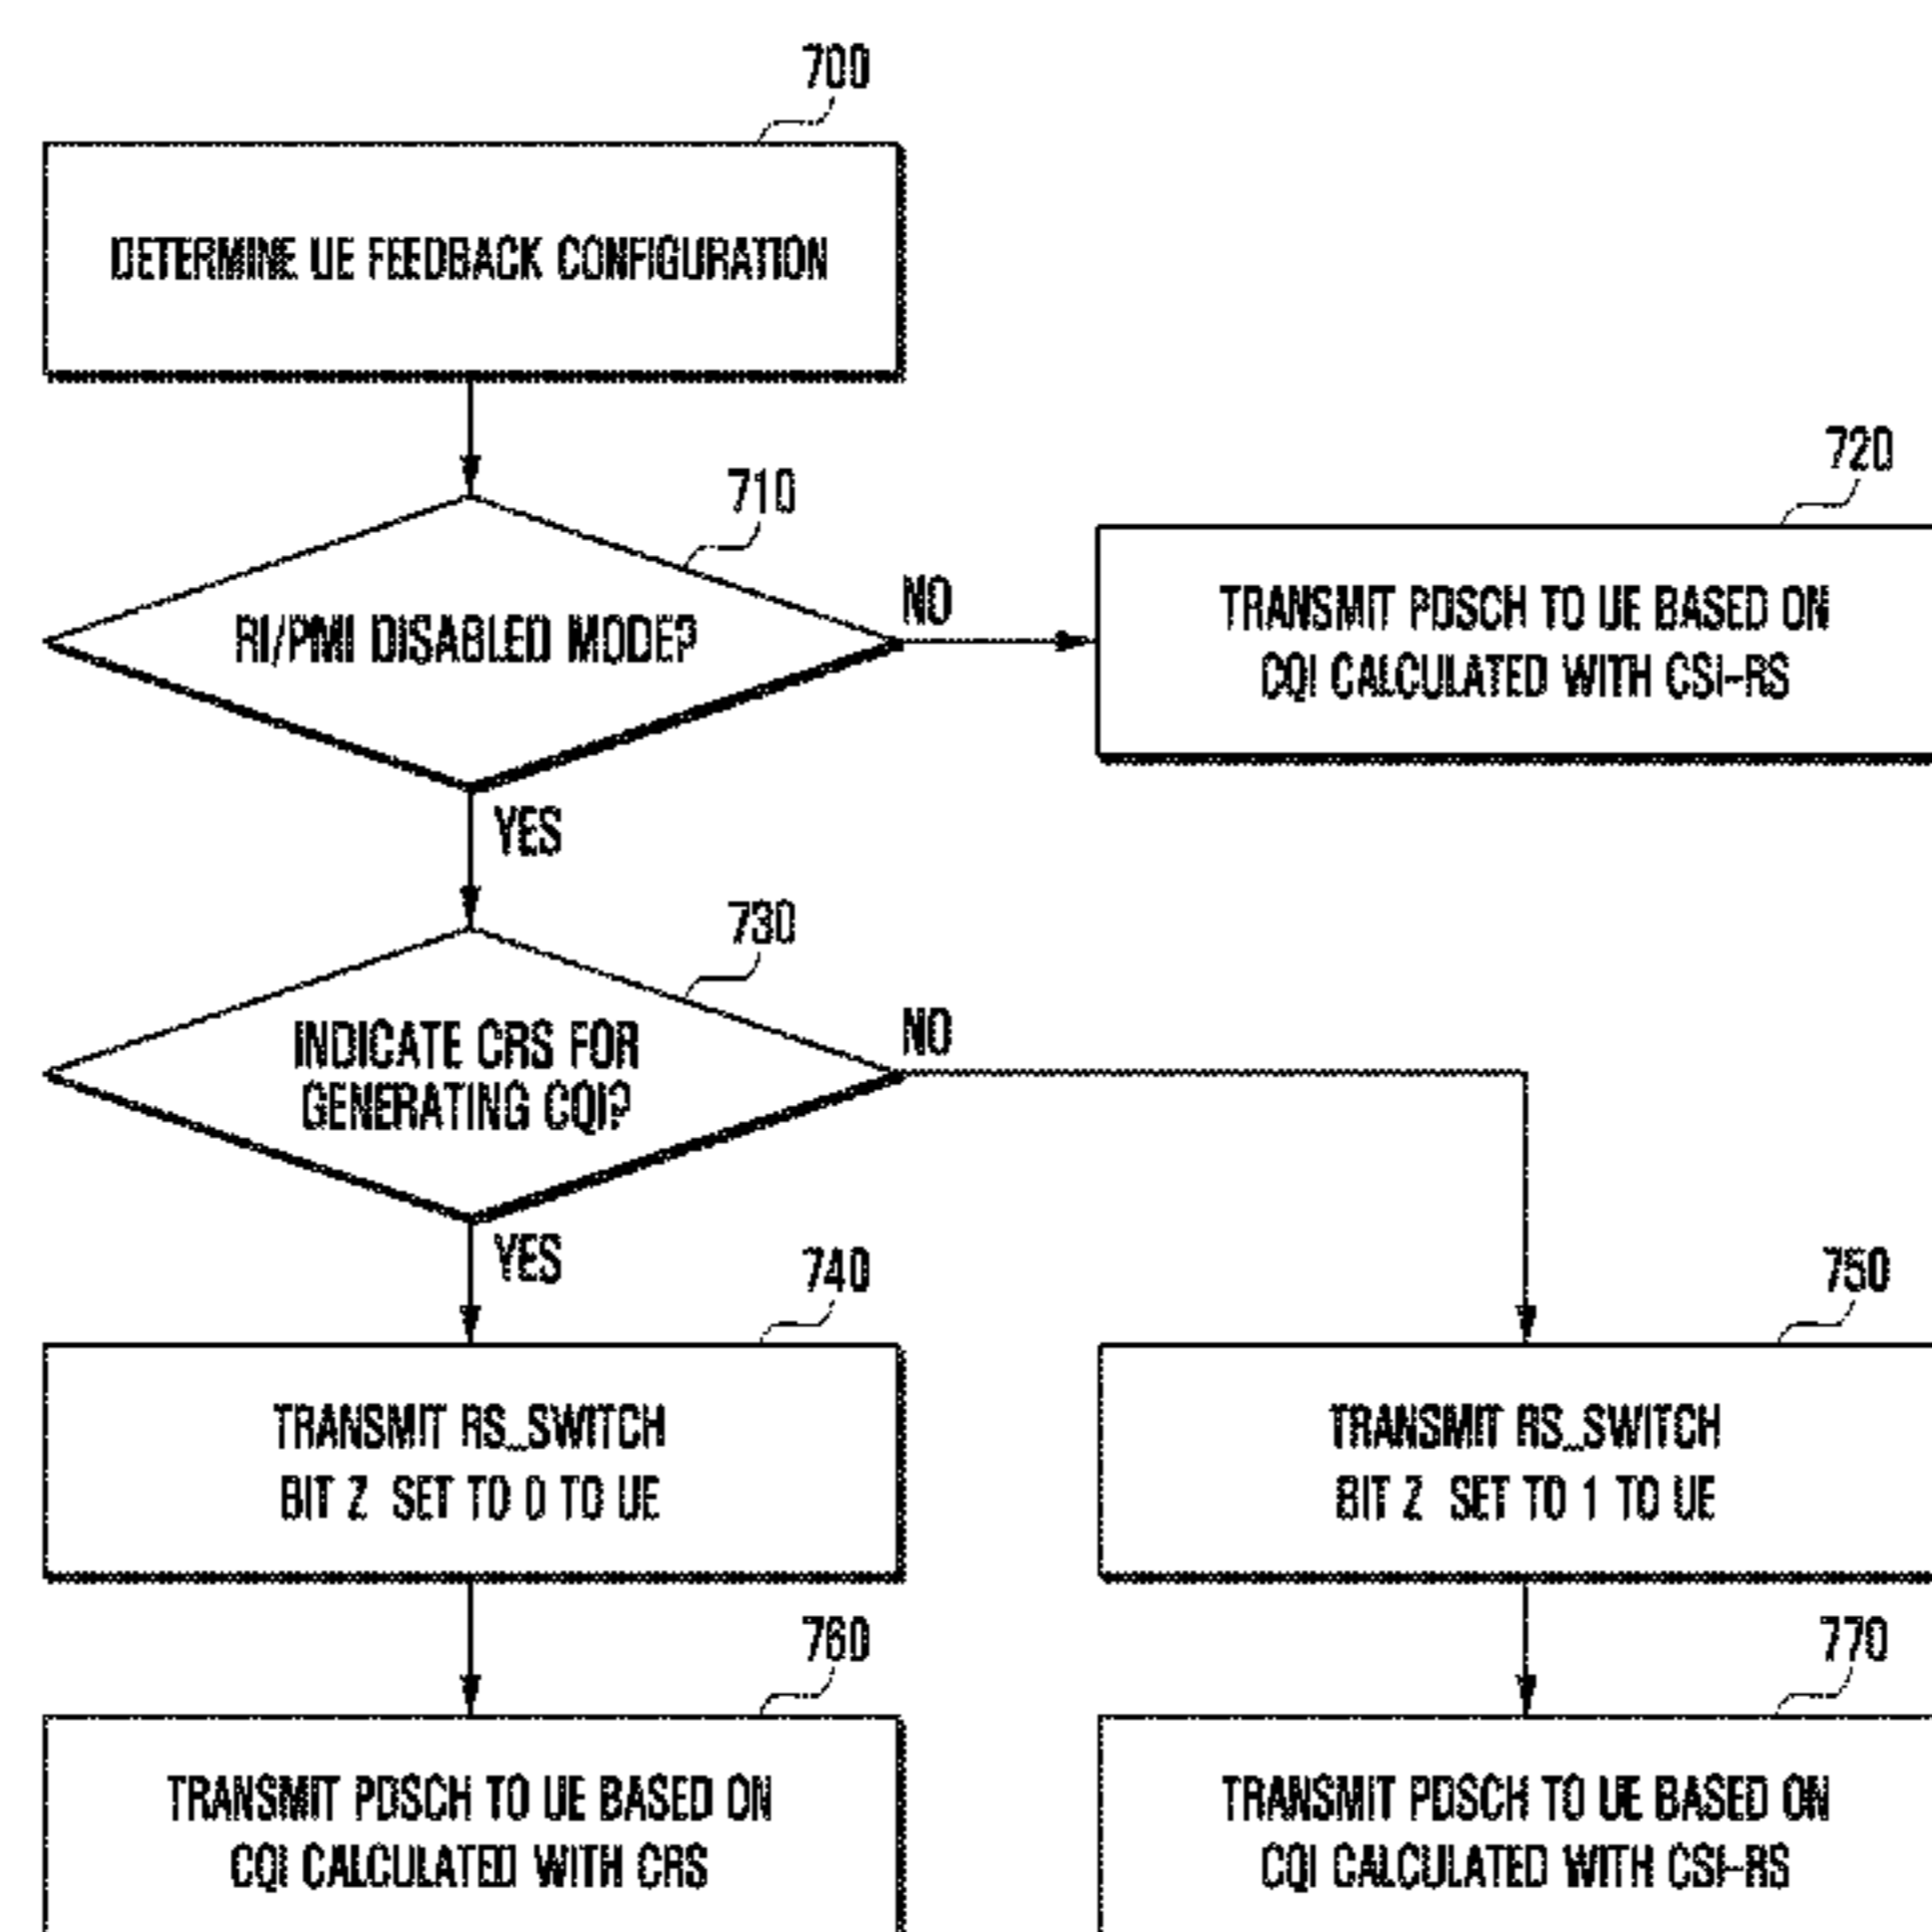 700
DETERMINE UE FEEDBACK CONFIGURATION
710
RI/PMI DISABLED MODE?
NO
720
TRANSMIT PDSCH TO UE BASED ON
CQI CALCULATED WITH CSI-RS
YES
730
INDICATE CRS FOR
GENERATING CQI?
NO
YES
740
TRANSMIT RS_SWITCH
BIT Z SET TO 0 TO UE
750
TRANSMIT RS_SWITCH
BIT Z SET TO 1 TO UE
760
TRANSMIT PDSCH TO UE BASED ON
CQI CALCULATED WITH CRS
770
TRANSMIT PDSCH TO UE BASED ON
CQI CALCULATED WITH CSI-RS